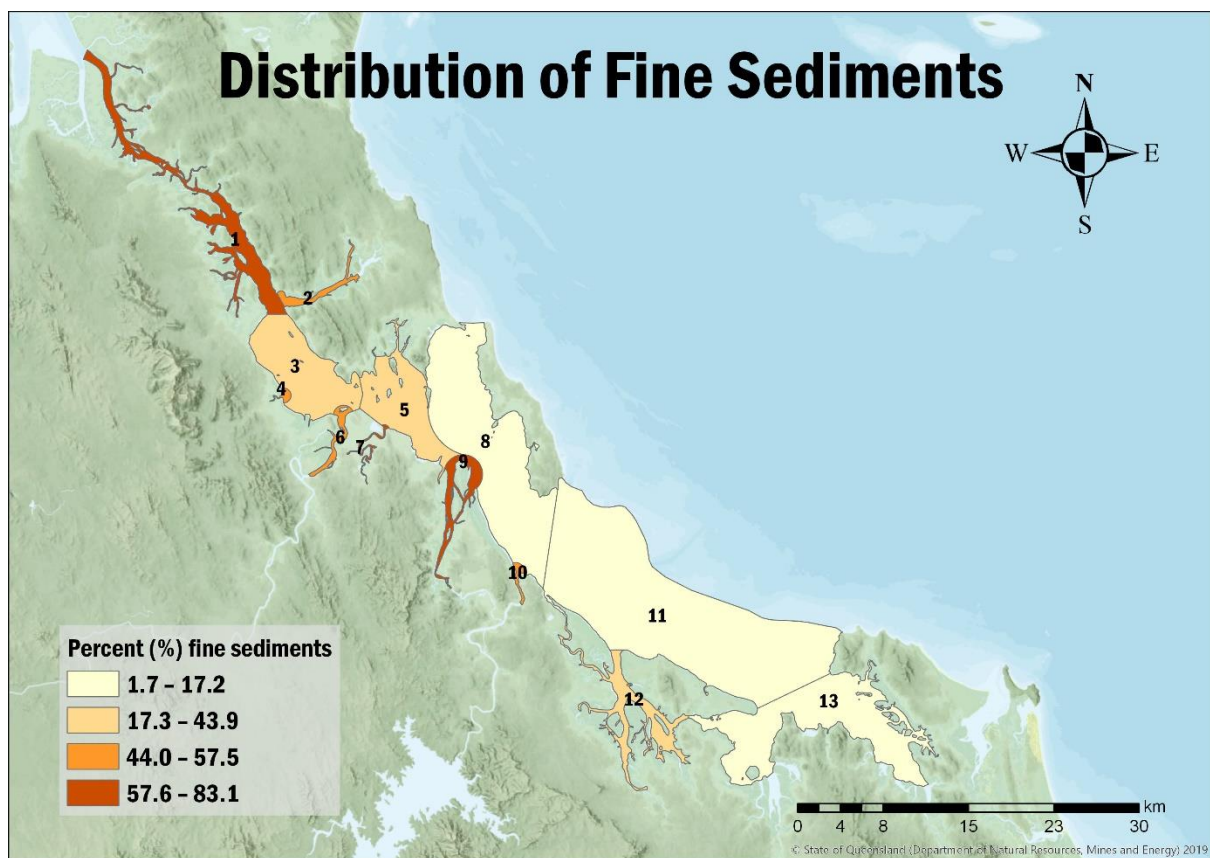 Distribution of Fine Sediments
N
W E
S
1
2
3
4
5
6
7
8
9
10
11
12
13
Percent (%) fine sediments
1.7 – 17.2
17.3 – 43.9
44.0 – 57.5
57.6 – 83.1
km
0 4 8 15 23 30
© State of Queensland (Department of Natural Resources, Mines and Energy) 2019